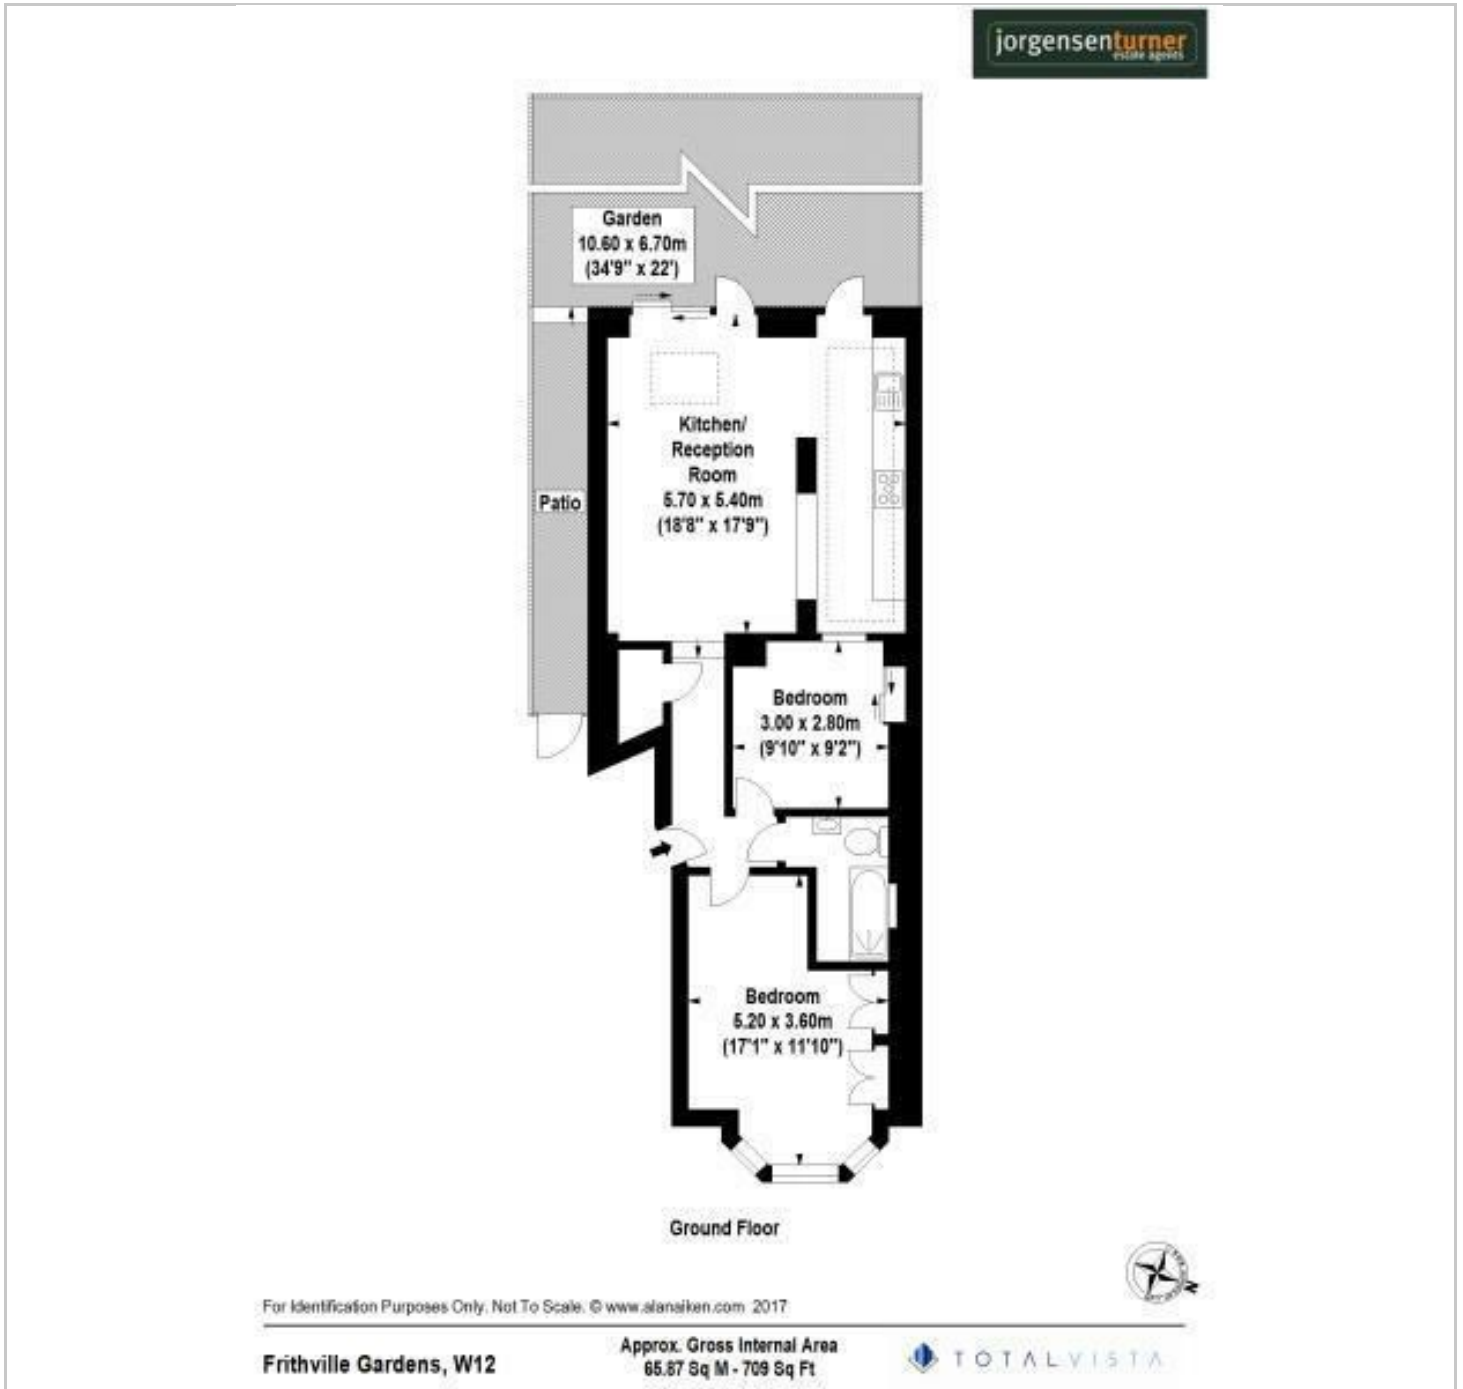 jorgensenturner
estate agents
Garden
10.60 x 6.70m
(34'9" x 22')
Kitchen/
Reception
Room
5.70 x 5.40m
(18'8" x 17'9")
Patio
Bedroom
3.00 x 2.80m
(9'10" x 9'2")
Bedroom
5.20 x 3.60m
(17'1" x 11'10")
Ground Floor
N
For Identification Purposes Only. Not To Scale. © www.alanaiken.com 2017
Frithville Gardens, W12
Approx. Gross Internal Area
65.87 Sq M - 709 Sq Ft
TOTALVISTA